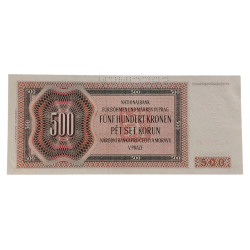 500
NATIONALBANK
FÜR BÖHMEN UND MÄHREN IN PRAG
FÜNF HUNDERT KRONEN
PĚT SET KORUN
NÁRODNÍ BANKA PRO ČECHY A MORAVU
V PRAZE
500